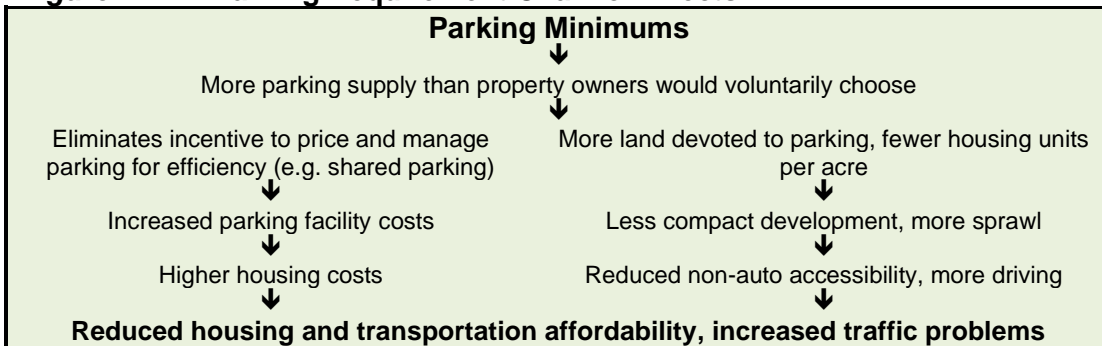 Parking Minimums
More parking supply than property owners would voluntarily choose
Eliminates incentive to price and manage
parking for efficiency (e.g. shared parking)
Increased parking facility costs
Higher housing costs
More land devoted to parking, fewer housing units
per acre
Less compact development, more sprawl
Reduced non-auto accessibility, more driving
Reduced housing and transportation affordability, increased traffic problems